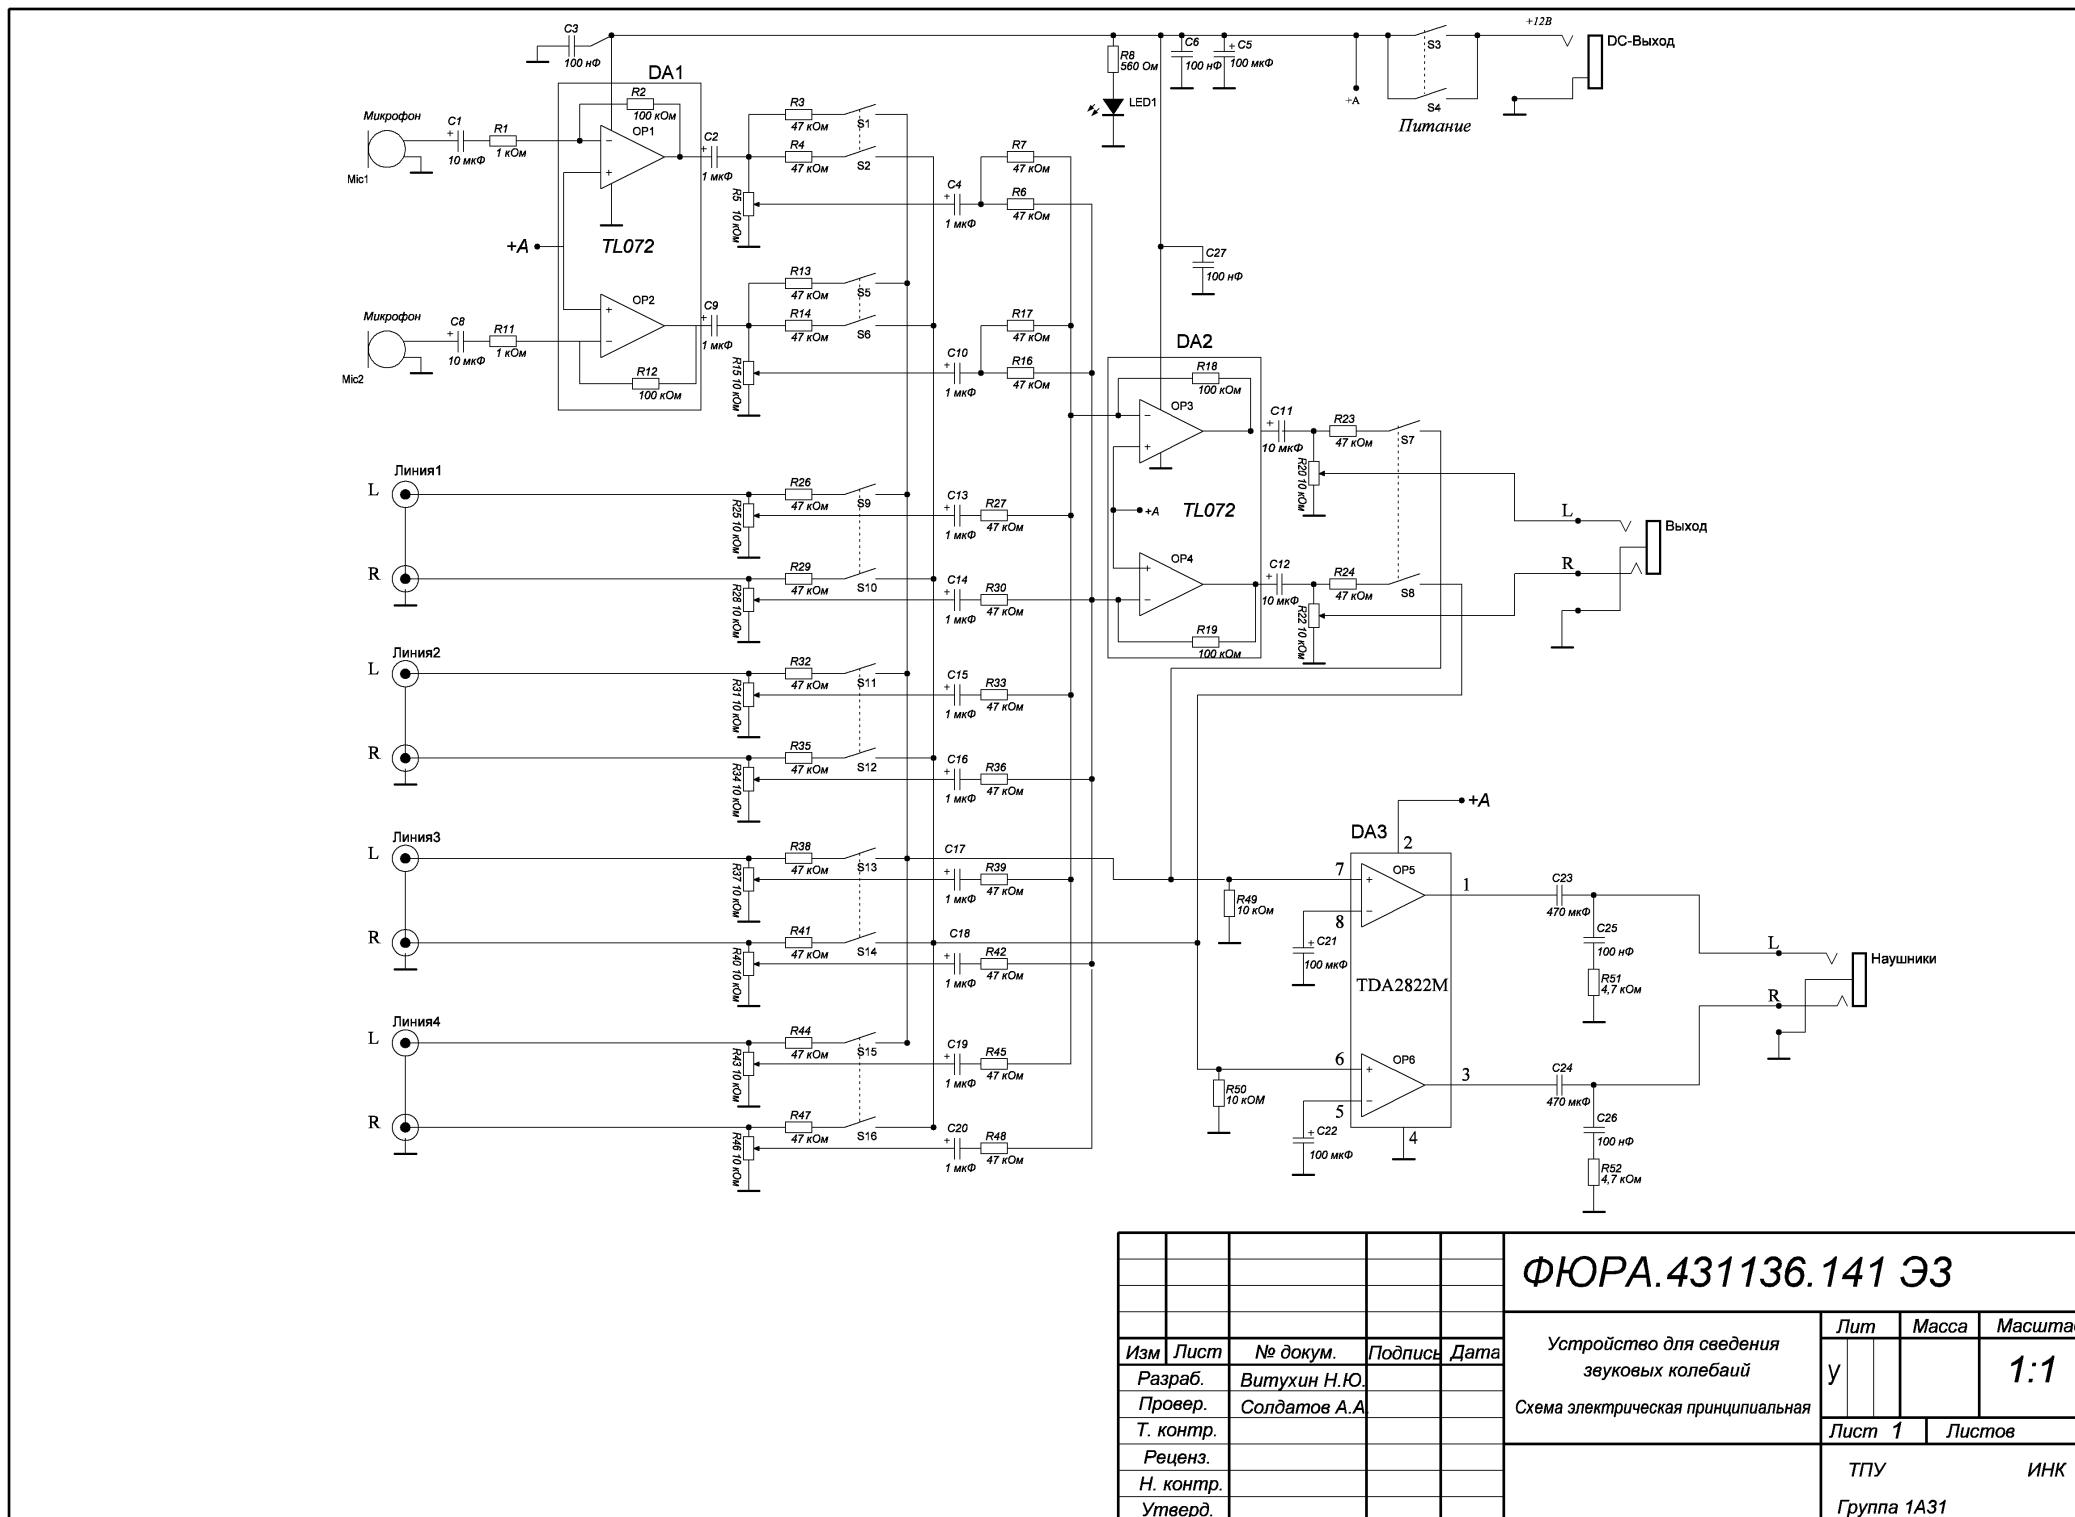 C3
100 нФ
DA1
R2
100 кОм
OP1
Микрофон
C1
+
10 мкФ
R1
1 кОм
Mic1
C2
+
1 мкФ
R3
47 кОм
S1
R4
47 кОм
S2
R5 10 кОм
+A
TL072
C4
+
1 мкФ
R7
47 кОм
R6
47 кОм
R8
560 Ом
LED1
C6
100 нФ
+ C5
100 мкФ
+A
S3
S4
Питание
+12В
DC-Выход
Микрофон
C8
+
10 мкФ
R11
1 кОм
Mic2
OP2
R12
100 кОм
C9
+
1 мкФ
R13
47 кОм
S5
R14
47 кОм
S6
R15 10 кОм
C10
+
1 мкФ
R17
47 кОм
R16
47 кОм
C27
100 нФ
DA2
R18
100 кОм
OP3
+A
TL072
OP4
R19
100 кОм
C11
+
10 мкФ
R23
47 кОм
S7
R20 10 кОм
C12
+
10 мкФ
R24
47 кОм
S8
R22 10 кОм
L
R
Выход
Линия1
L
R
R26
47 кОм
S9
R25 10 кОм
C13
+
1 мкФ
R27
47 кОм
R29
47 кОм
S10
R28 10 кОм
C14
+
1 мкФ
R30
47 кОм
Линия2
L
R
R32
47 кОм
S11
R31 10 кОм
C15
+
1 мкФ
R33
47 кОм
R35
47 кОм
S12
R34 10 кОм
C16
+
1 мкФ
R36
47 кОм
Линия3
L
R
R38
47 кОм
S13
R37 10 кОм
C17
+
1 мкФ
R39
47 кОм
R41
47 кОм
S14
R40 10 кОм
C18
+
1 мкФ
R42
47 кОм
Линия4
L
R
R44
47 кОм
S15
R43 10 кОм
C19
+
1 мкФ
R45
47 кОм
R47
47 кОм
S16
R46 10 кОм
C20
+
1 мкФ
R48
47 кОм
+A
DA3
2
7
OP5
1
8
R49
10 кОм
+ C21
100 мкФ
TDA2822M
6
OP6
3
5
4
R50
10 кОМ
+ C22
100 мкФ
C23
470 мкФ
C25
100 нФ
R51
4,7 кОм
C24
470 мкФ
C26
100 нФ
R52
4,7 кОм
L
R
Наушники
ФЮРА.431136.141 ЭЗ
Изм Лист № докум. Подпись Дата
Разраб. Витухин Н.Ю.
Провер. Солдатов А.А
Т. контр.
Реценз.
Н. контр.
Утверд.
Устройство для сведения
звуковых колебаий
Схема электрическая принципиальная
Лит Масса Масштаб
У 1:1
Лист 1 Листов
ТПУ ИНК
Группа 1А31